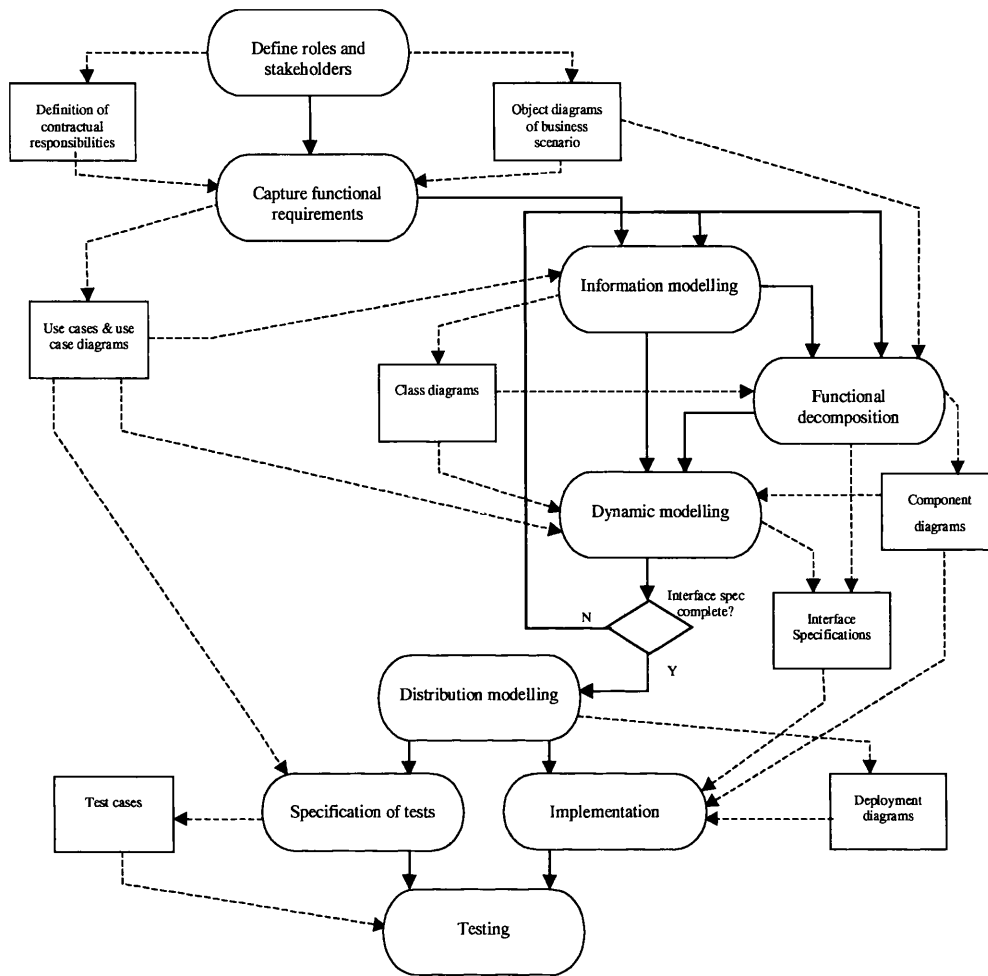 Define roles and
stakeholders
Definition of
contractual
responsibilities
Object diagrams
of business
scenario
Capture functional
requirements
Information modelling
Use cases & use
case diagrams
Class diagrams
Functional
decomposition
Dynamic modelling
Component
diagrams
Interface spec
complete?
N
Interface
Specifications
Y
Distribution modelling
Test cases
Specification of tests
Implementation
Deployment
diagrams
Testing